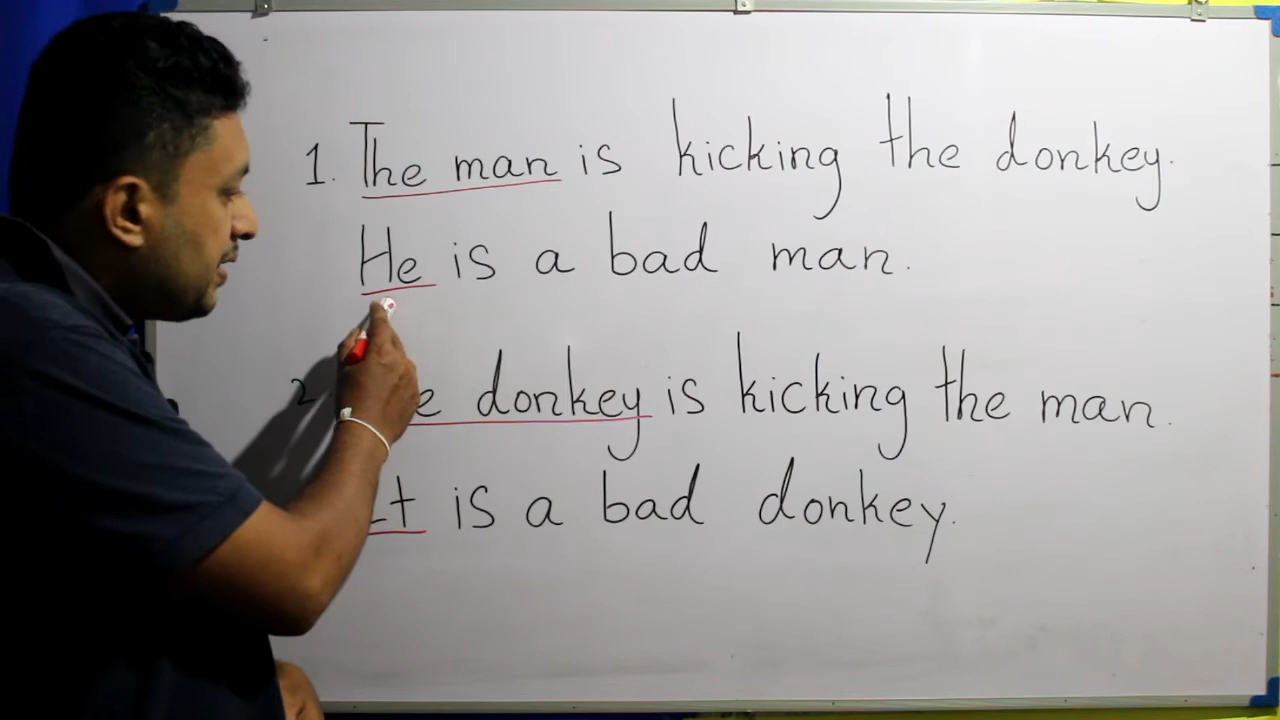 1. The man is kicking the donkey.
He is a bad man.
2. donkey is kicking the man.
It is a bad donkey.